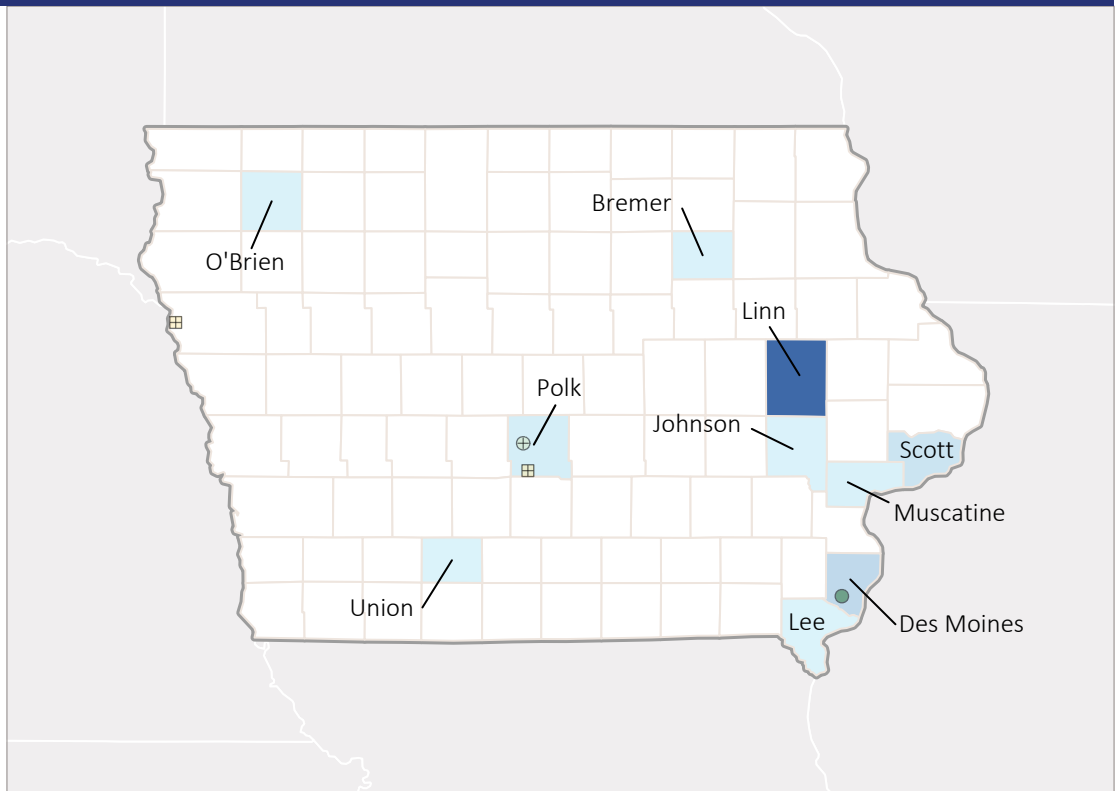 Bremer
O'Brien
Linn
Polk
Johnson
Scott
Muscatine
Union
Lee
Des Moines